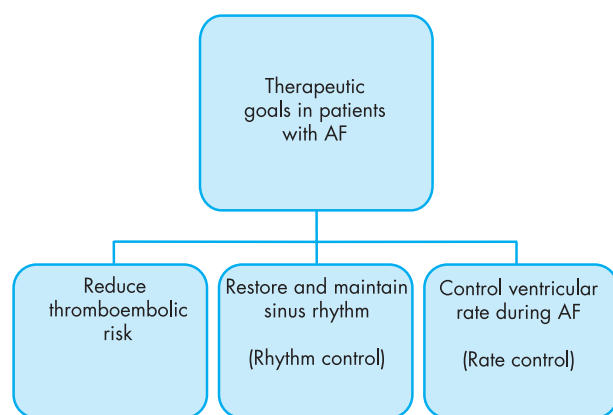 Therapeutic
goals in patients
with AF
Reduce
thromboembolic
risk
Restore and maintain
sinus rhythm
(Rhythm control)
Control ventricular
rate during AF
(Rate control)